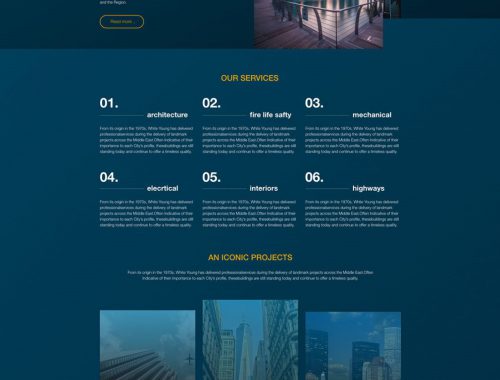 and the Region.
Read more
OUR SERVICES
01.
architecture
From its origin in the 1970s, White Young has delivered
professionalservices during the delivery of landmark
projects across the Middle East.Often Indicative of their
importance to each City's profile, thesebuildings are still
standing today and continue to offer a timeless quality.
02.
fire life safty
From its origin in the 1970s, White Young has delivered
professionalservices during the delivery of landmark
projects across the Middle East.Often Indicative of their
importance to each City's profile, thesebuildings are still
standing today and continue to offer a timeless quality.
03.
mechanical
From its origin in the 1970s, White Young has delivered
professionalservices during the delivery of landmark
projects across the Middle East.Often Indicative of their
importance to each City's profile, thesebuildings are still
standing today and continue to offer a timeless quality.
04.
elecrtical
From its origin in the 1970s, White Young has delivered
professionalservices during the delivery of landmark
projects across the Middle East.Often Indicative of their
importance to each City's profile, thesebuildings are still
standing today and continue to offer a timeless quality.
05.
interiors
From its origin in the 1970s, White Young has delivered
professionalservices during the delivery of landmark
projects across the Middle East.Often Indicative of their
importance to each City's profile, thesebuildings are still
standing today and continue to offer a timeless quality.
06.
highways
From its origin in the 1970s, White Young has delivered
professionalservices during the delivery of landmark
projects across the Middle East.Often Indicative of their
importance to each City's profile, thesebuildings are still
standing today and continue to offer a timeless quality.
AN ICONIC PROJECTS
From its origin in the 1970s, White Young has delivered professionalservices during the delivery of landmark projects across the Middle East.Often
Indicative of their importance to each City's profile, thesebuildings are still standing today and continue to offer a timeless quality.